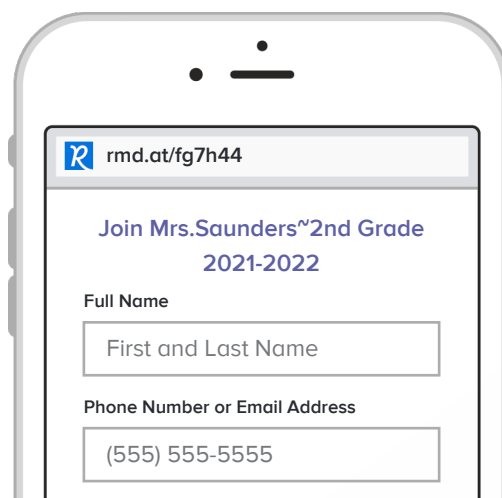 rmd.at/fg7h44
Join Mrs.Saunders~2nd Grade
2021-2022
Full Name
First and Last Name
Phone Number or Email Address
(555) 555-5555